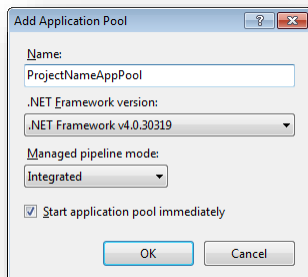 Add Application Pool
Name:
ProjectNameAppPool
.NET Framework version:
.NET Framework v4.0.30319
Managed pipeline mode:
Integrated
Start application pool immediately
OK Cancel